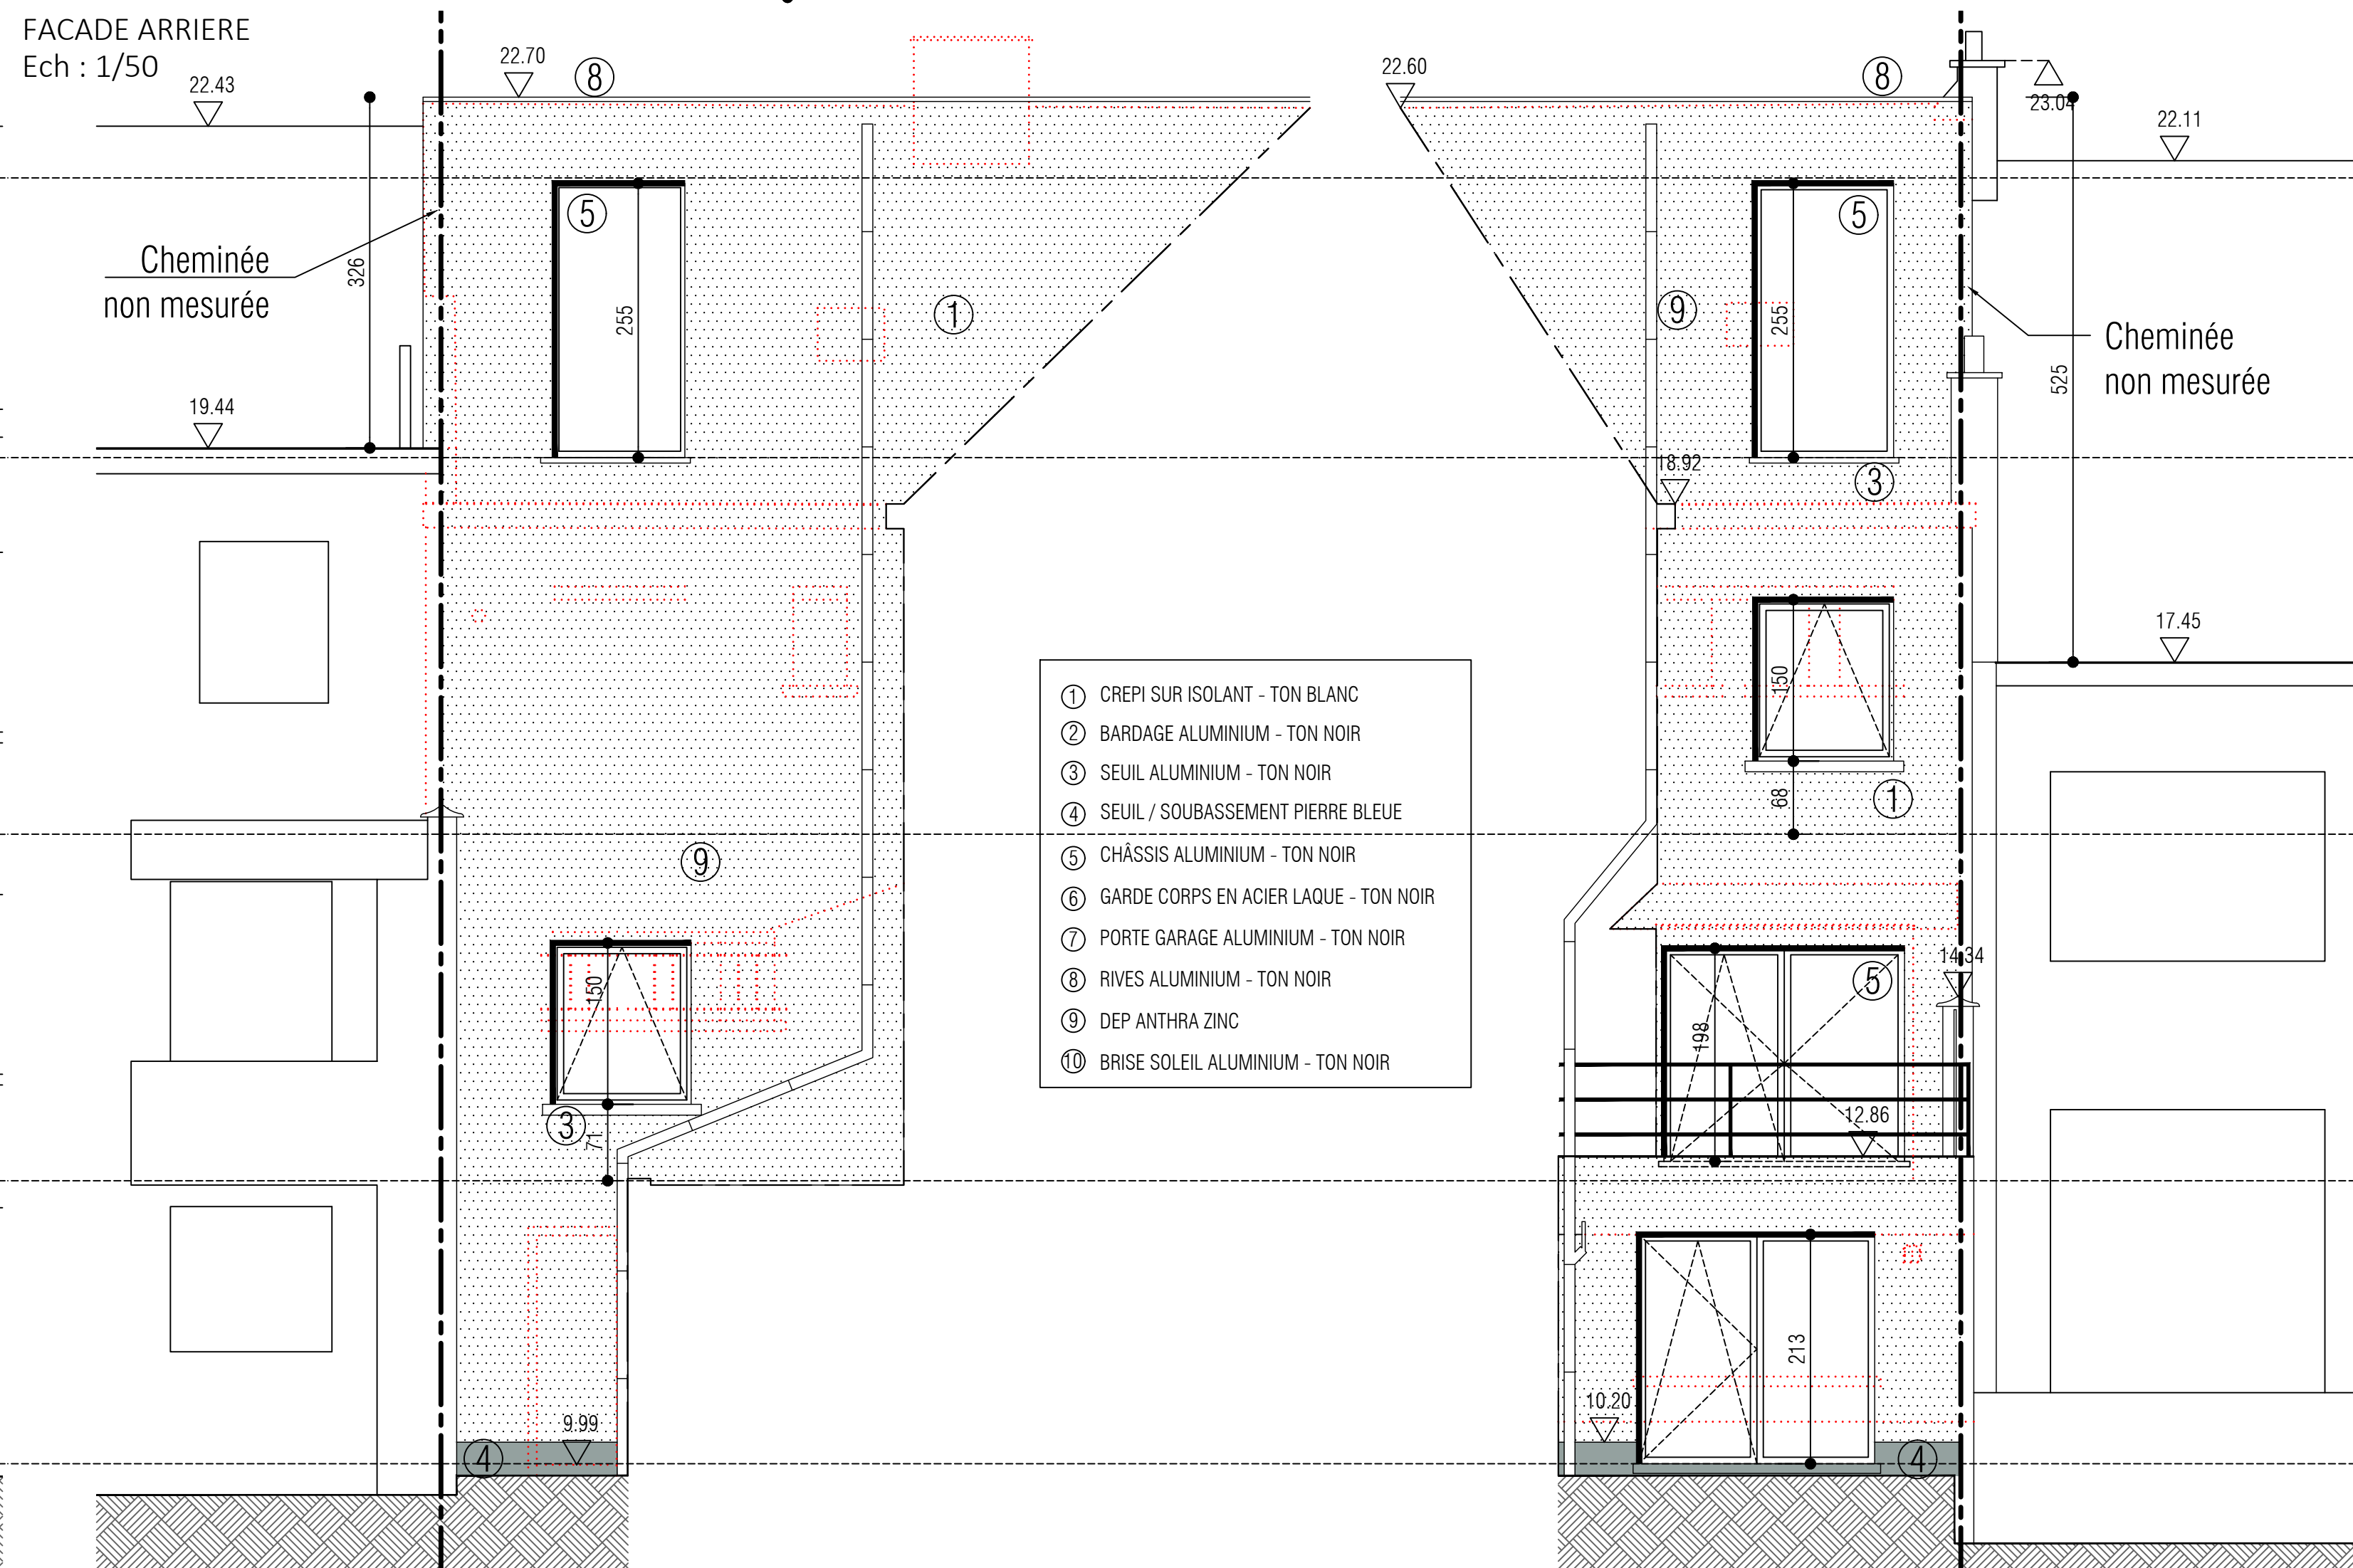 FACADE ARRIERE
Ech : 1/50
22.43
22.70
8
22.60
8
23.04
22.11
5
5
Cheminée
non mesurée
326
255
1
9
255
Cheminée
non mesurée
525
19.44
18.92
3
17.45
150
68
1
9
1 CREPI SUR ISOLANT - TON BLANC
2 BARDAGE ALUMINIUM - TON NOIR
3 SEUIL ALUMINIUM - TON NOIR
4 SEUIL / SOUBASSEMENT PIERRE BLEUE
5 CHÂSSIS ALUMINIUM - TON NOIR
6 GARDE CORPS EN ACIER LAQUE - TON NOIR
7 PORTE GARAGE ALUMINIUM - TON NOIR
8 RIVES ALUMINIUM - TON NOIR
9 DEP ANTHRA ZINC
10 BRISE SOLEIL ALUMINIUM - TON NOIR
150
3
71
5
14.34
198
12.86
213
10.20
9.99
4
4